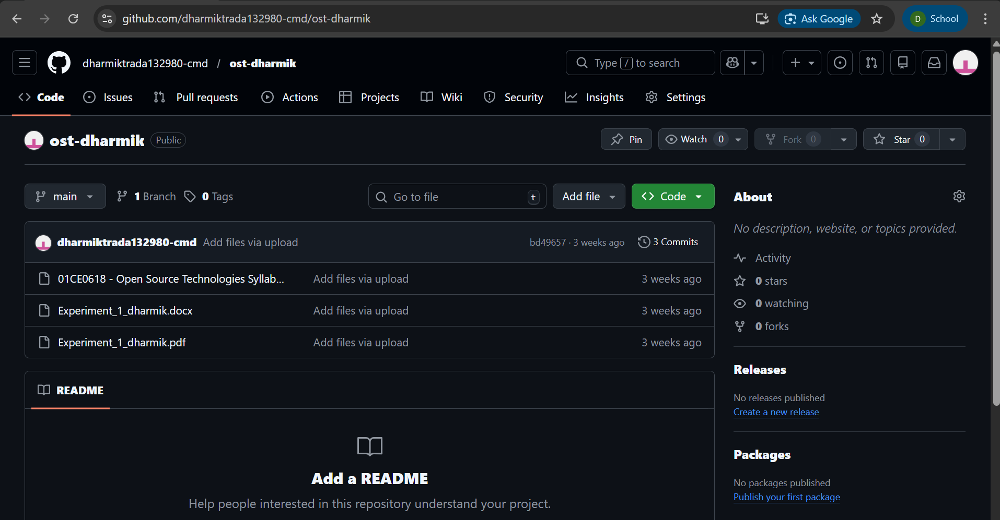 github.com/dharmiktrada132980-cmd/ost-dharmik
Ask Google
D School
dharmiktrada132980-cmd / ost-dharmik
Type / to search
Code Issues Pull requests Actions Projects Wiki Security Insights Settings
ost-dharmik Public
Pin Watch 0 Fork 0 Star 0
main 1 Branch 0 Tags Go to file t Add file Code
dharmiktrada132980-cmd Add files via upload bd49657 · 3 weeks ago 3 Commits
01CE0618 - Open Source Technologies Syllab... Add files via upload 3 weeks ago
Experiment_1_dharmik.docx Add files via upload 3 weeks ago
Experiment_1_dharmik.pdf Add files via upload 3 weeks ago
README
Add a README
Help people interested in this repository understand your project.
About
No description, website, or topics provided.
Activity
0 stars
0 watching
0 forks
Releases
No releases published
Create a new release
Packages
No packages published
Publish your first package